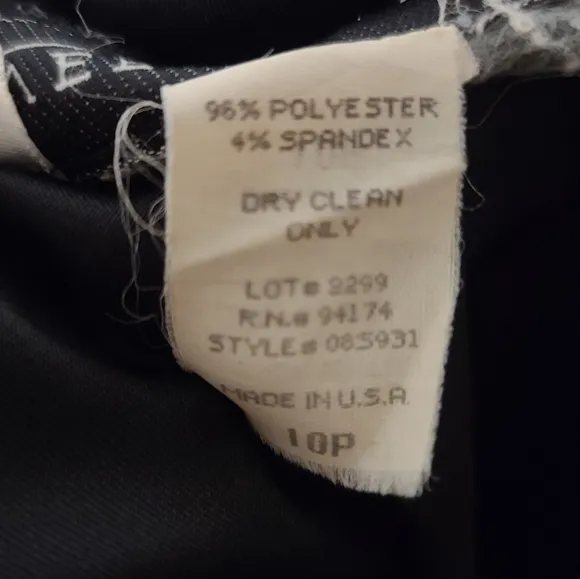 96% POLYESTER
4% SPANDEX
DRY CLEAN
ONLY
LOT# 2299
R.N.# 94174
STYLE# 085931
MADE IN U.S.A.
10P